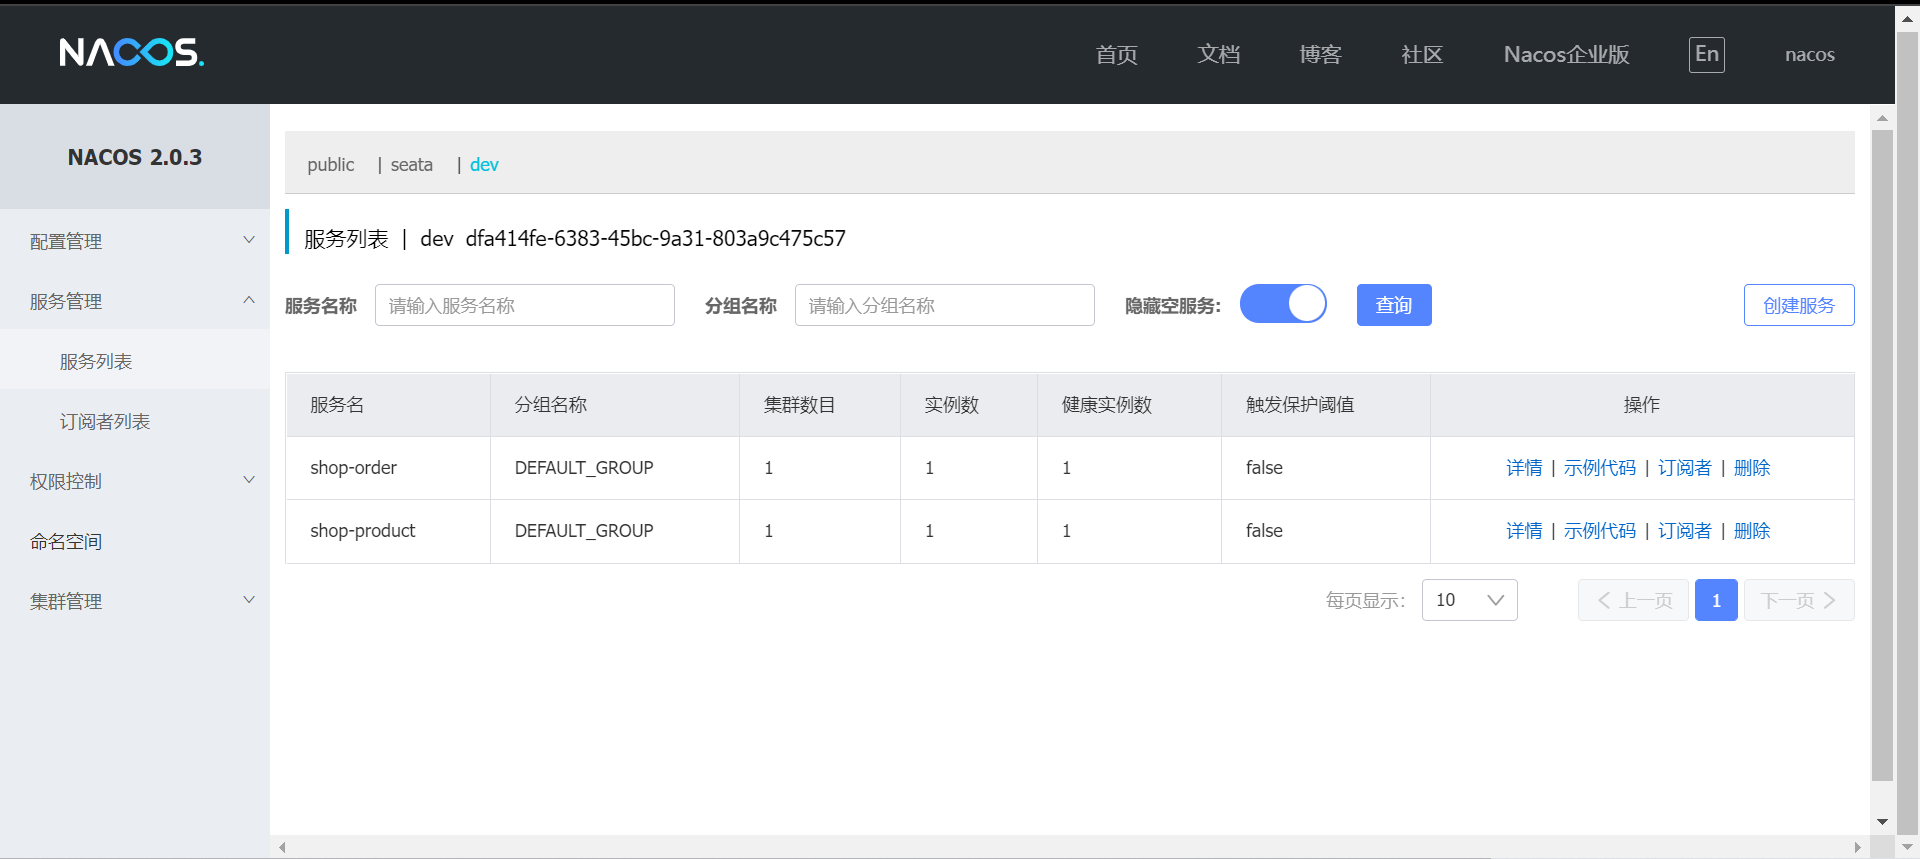 NACOS. 首页 文档 博客 社区 Nacos企业版 En nacos
NACOS 2.0.3
配置管理
服务管理
服务列表
订阅者列表
权限控制
命名空间
集群管理
public | seata | dev
服务列表 | dev dfa414fe-6383-45bc-9a31-803a9c475c57
服务名称 请输入服务名称 分组名称 请输入分组名称 隐藏空服务: 查询 创建服务
服务名 分组名称 集群数目 实例数 健康实例数 触发保护阈值 操作
shop-order DEFAULT_GROUP 1 1 1 false 详情 | 示例代码 | 订阅者 | 删除
shop-product DEFAULT_GROUP 1 1 1 false 详情 | 示例代码 | 订阅者 | 删除
每页显示: 10 上一页 1 下一页